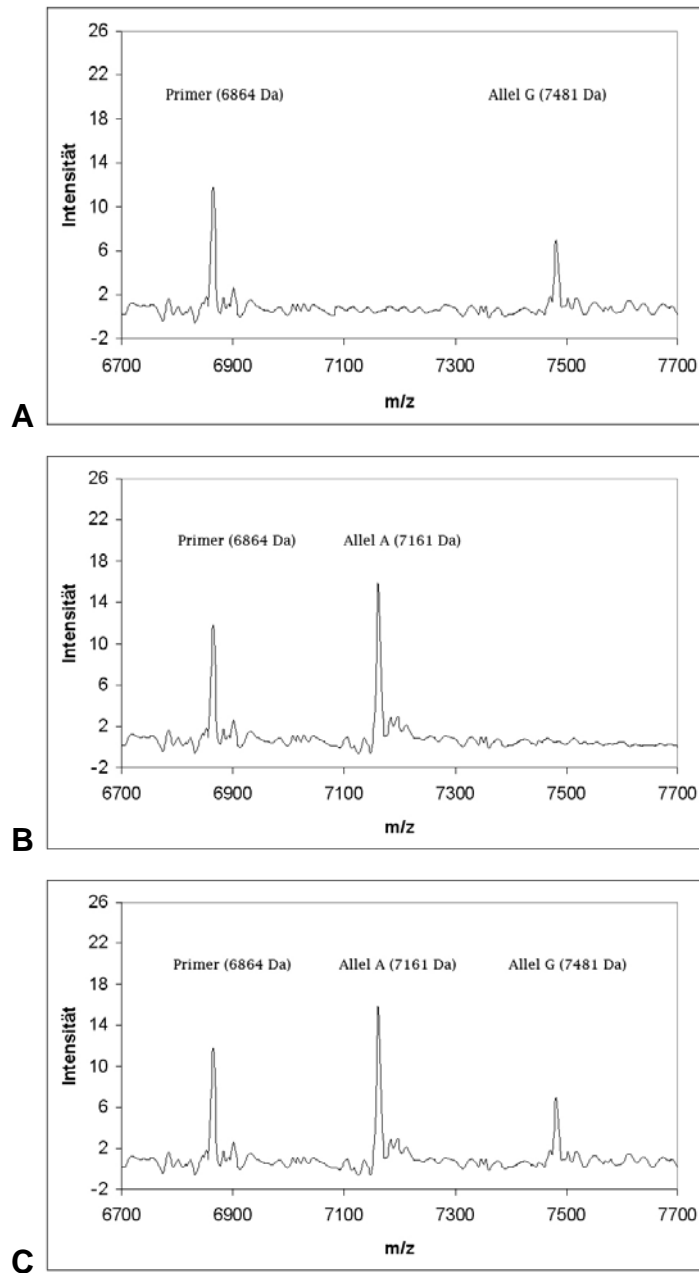 26
22
18
14
10
6
2
-2
Intensität
Primer (6864 Da) Allel G (7481 Da)
6700 6900 7100 7300 7500 7700
m/z
A
26
22
18
14
10
6
2
-2
Intensität
Primer (6864 Da) Allel A (7161 Da)
6700 6900 7100 7300 7500 7700
m/z
B
26
22
18
14
10
6
2
-2
Intensität
Primer (6864 Da) Allel A (7161 Da) Allel G (7481 Da)
6700 6900 7100 7300 7500 7700
m/z
C